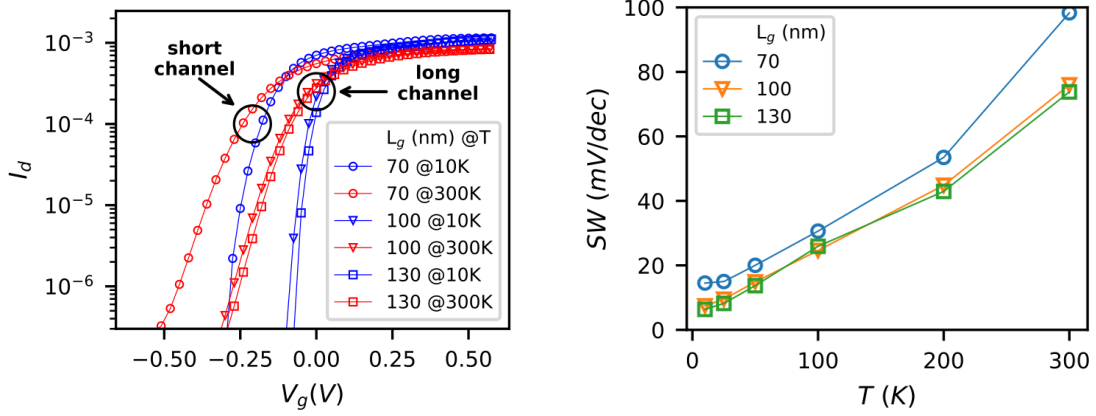 10⁻³
10⁻⁴
10⁻⁵
10⁻⁶
I_d
short
channel
long
channel
L_g (nm) @T
70 @10K
70 @300K
100 @10K
100 @300K
130 @10K
130 @300K
−0.50 −0.25 0.00 0.25 0.50
V_g(V)
100
80
60
40
20
0
SW (mV/dec)
L_g (nm)
70
100
130
0 100 200 300
T (K)